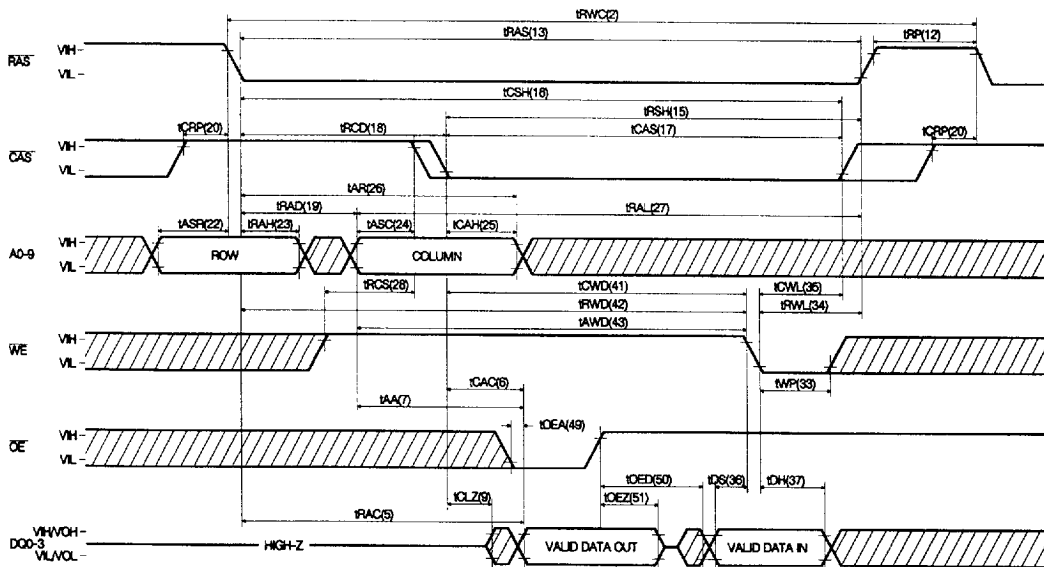 tRWC(2)
tRAS(13) tRP(12)
RAS VIH VIL
tCSH(16)
tRSH(15)
tCRP(20) tRCD(18) tCAS(17) tCRP(20)
CAS VIH VIL
tAR(26)
tRAD(19) tRAL(27)
tASR(22) tRAH(23) tASC(24) tCAH(25)
A0-9 VIH VIL ROW COLUMN
tRCS(28) tCWD(41) tCWL(35)
tRWD(42) tRWL(34)
tAWD(43)
WE VIH VIL
tWP(33)
tCAC(6)
tAA(7)
tOEA(49)
OE VIH VIL
tOED(50) tDS(36) tDH(37)
tCLZ(9) tOEZ(51)
tRAC(5)
DQ0-3 VIH/VOH VIL/VOL HIGH-Z VALID DATA OUT VALID DATA IN